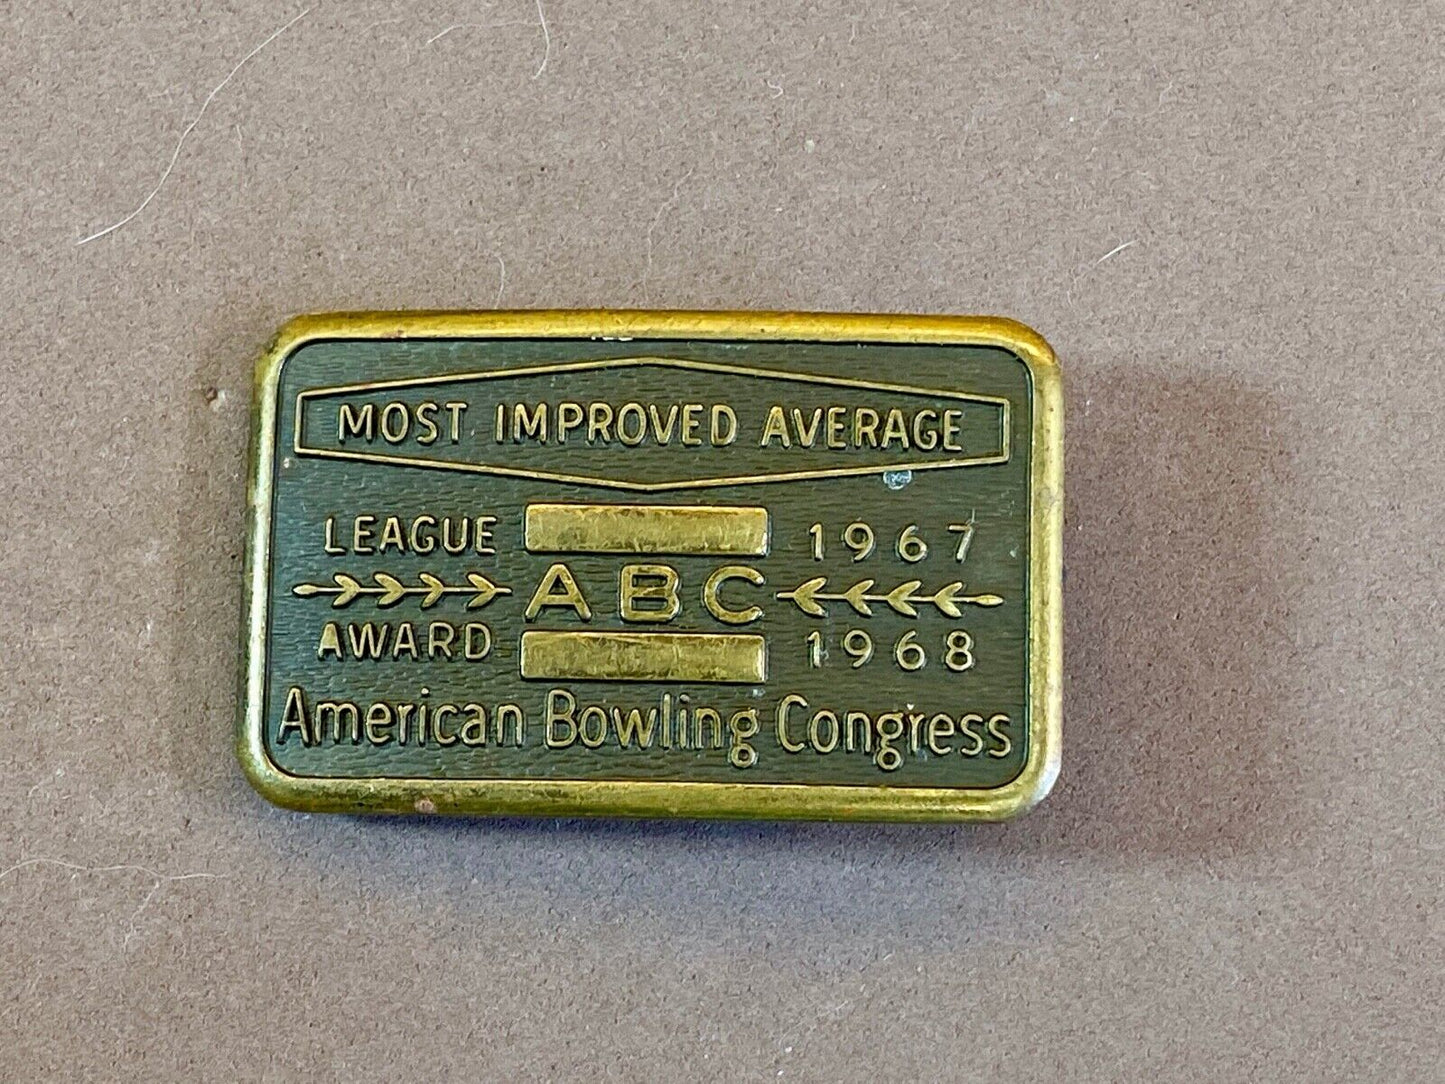 MOST IMPROVED AVERAGE
LEAGUE 1967
ABC
AWARD 1968
American Bowling Congress